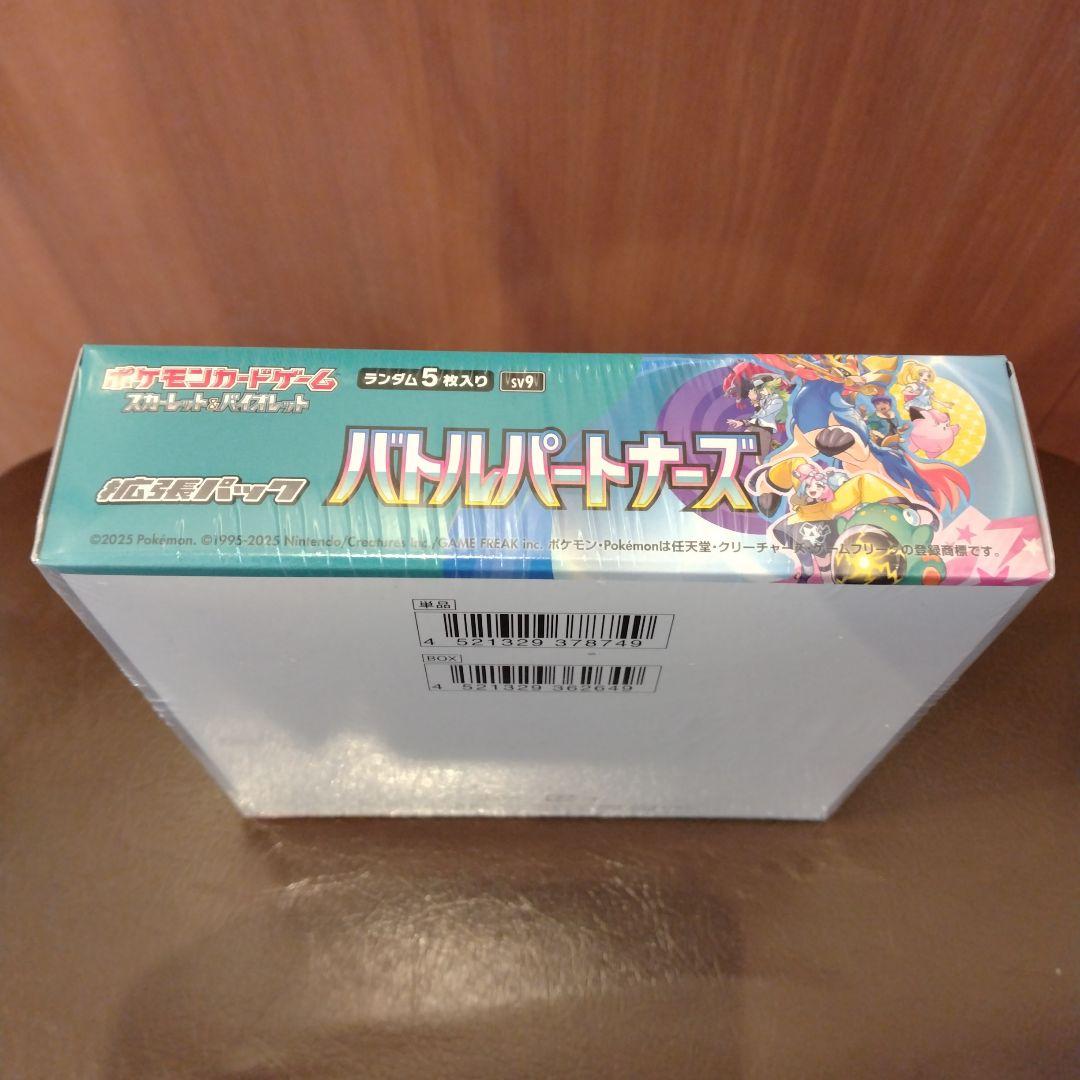 ポケモンカードゲーム
スカーレット&バイオレット
ランダム5枚入り
sv9
拡張パック
バトルパートナーズ
©2025 Pokémon. ©1995-2025 Nintendo/Creatures Inc./GAME FREAK inc. ポケモン・Pokémonは任天堂・クリーチャーズ・ゲームフリークの登録商標です。
単品
4 521329 378749
BOX
4 521329 362649